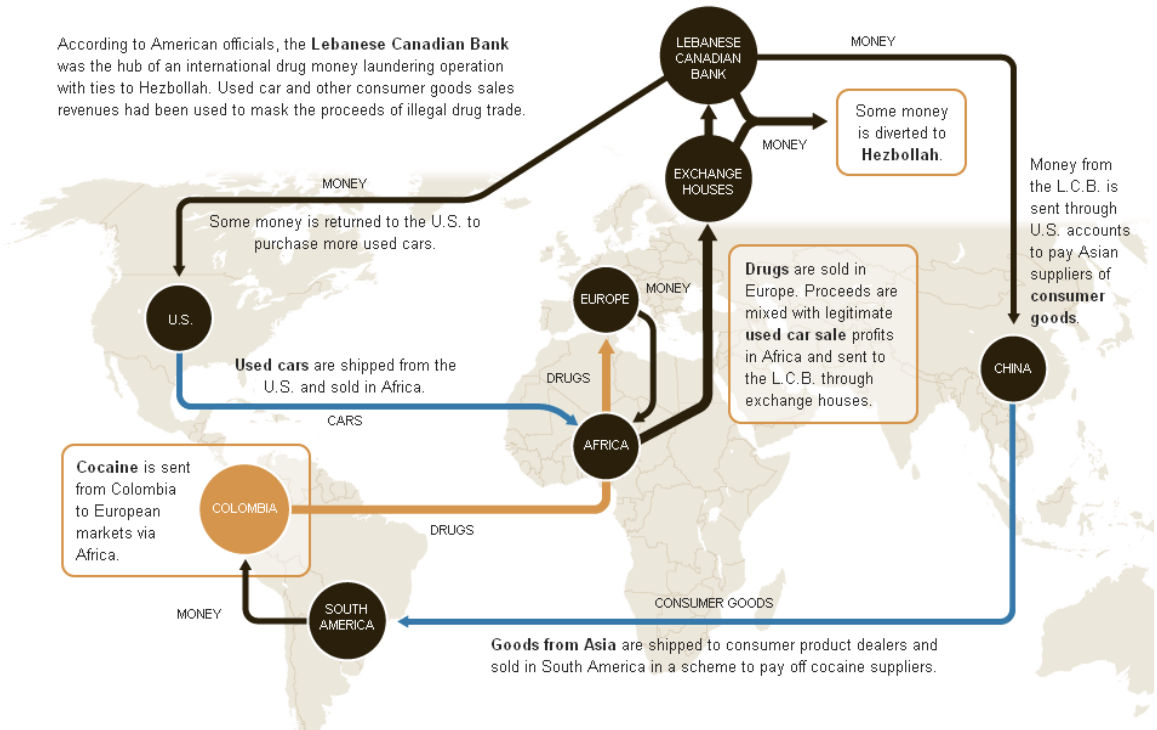 According to American officials, the Lebanese Canadian Bank
was the hub of an international drug money laundering operation
with ties to Hezbollah. Used car and other consumer goods sales
revenues had been used to mask the proceeds of illegal drug trade.
LEBANESE
CANADIAN
BANK
MONEY
Some money
is diverted to
Hezbollah.
MONEY
EXCHANGE
HOUSES
Money from
the L.C.B. is
sent through
U.S. accounts
to pay Asian
suppliers of
consumer
goods.
MONEY
Some money is returned to the U.S. to
purchase more used cars.
U.S.
EUROPE
MONEY
Drugs are sold in
Europe. Proceeds are
mixed with legitimate
used car sale profits
in Africa and sent to
the L.C.B. through
exchange houses.
CHINA
Used cars are shipped from the
U.S. and sold in Africa.
DRUGS
CARS
AFRICA
Cocaine is sent
from Colombia
to European
markets via
Africa.
COLOMBIA
DRUGS
MONEY
SOUTH
AMERICA
CONSUMER GOODS
Goods from Asia are shipped to consumer product dealers and
sold in South America in a scheme to pay off cocaine suppliers.